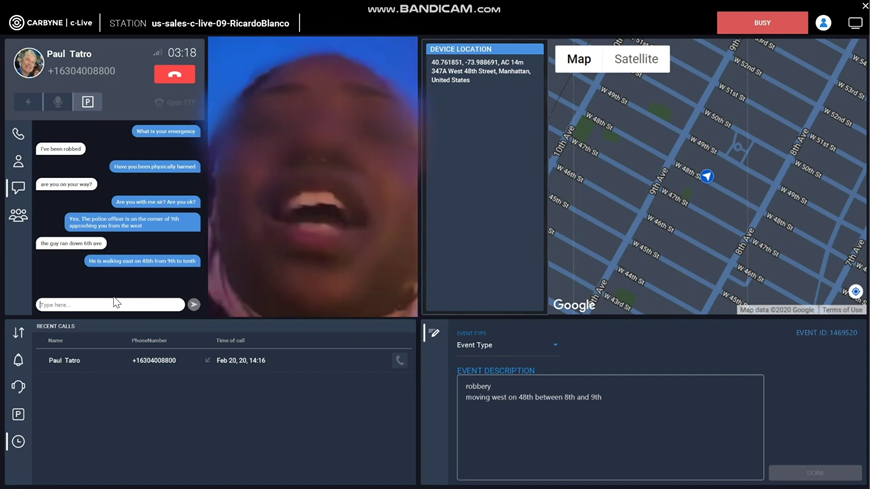 WWW.BANDICAM.COM
CARBYNE | c-Live
STATION us-sales-c-live-09-RicardoBlanco
BUSY
Paul Tatro
+16304008800
03:18
P
What is your emergency
I've been robbed
Have you been physically harmed
are you on your way?
Are you with me sir? Are you ok?
Yes. The police officer is on the corner of 9th
approching you from the west
the guy ran down 6th ave
He is walking east on 48th from 9th to tenth
Type here...
DEVICE LOCATION
40.761851, -73.988691, AC 14m
347A West 48th Street, Manhattan,
United States
Map
Satellite
W 52nd St
W 51st St
W 50th St
W 49th St
W 48th St
W 47th St
W 46th St
W 45th St
W 44th St
W 43rd St
10th Ave
9th Ave
8th Ave
Google
Map data ©2020 Google
Terms of Use
RECENT CALLS
Name
PhoneNumber
Time of call
Paul Tatro
+16304008800
Feb 20, 20, 14:16
P
EVENT TYPE
Event Type
EVENT ID: 1469520
EVENT DESCRIPTION
robbery
moving west on 48th between 8th and 9th
DONE